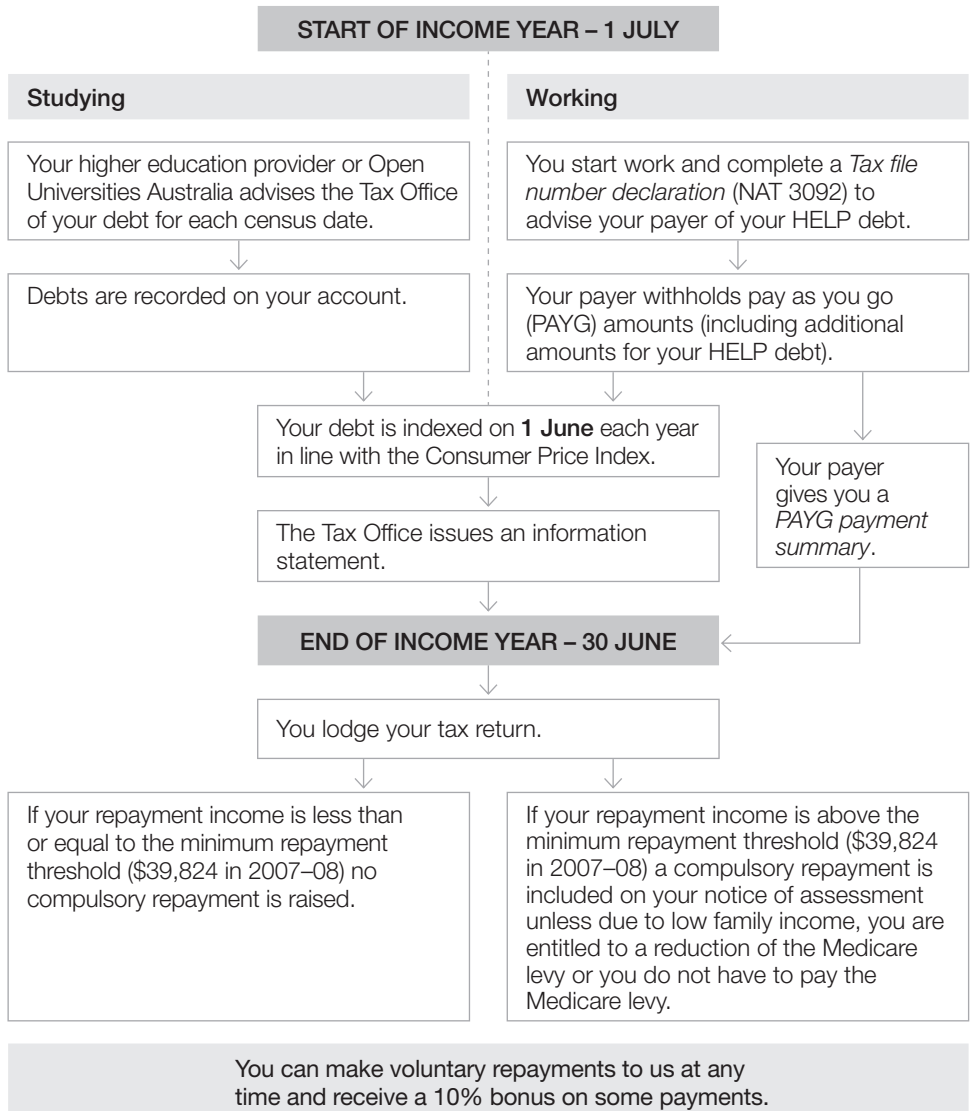 START OF INCOME YEAR – 1 JULY
Studying
Your higher education provider or Open
Universities Australia advises the Tax Office
of your debt for each census date.
Debts are recorded on your account.
Working
You start work and complete a Tax file
number declaration (NAT 3092) to
advise your payer of your HELP debt.
Your payer withholds pay as you go
(PAYG) amounts (including additional
amounts for your HELP debt).
Your debt is indexed on 1 June each year
in line with the Consumer Price Index.
Your payer
gives you a
PAYG payment
summary.
The Tax Office issues an information
statement.
END OF INCOME YEAR – 30 JUNE
You lodge your tax return.
If your repayment income is less than
or equal to the minimum repayment
threshold ($39,824 in 2007–08) no
compulsory repayment is raised.
If your repayment income is above the
minimum repayment threshold ($39,824
in 2007–08) a compulsory repayment is
included on your notice of assessment
unless due to low family income, you are
entitled to a reduction of the Medicare
levy or you do not have to pay the
Medicare levy.
You can make voluntary repayments to us at any
time and receive a 10% bonus on some payments.